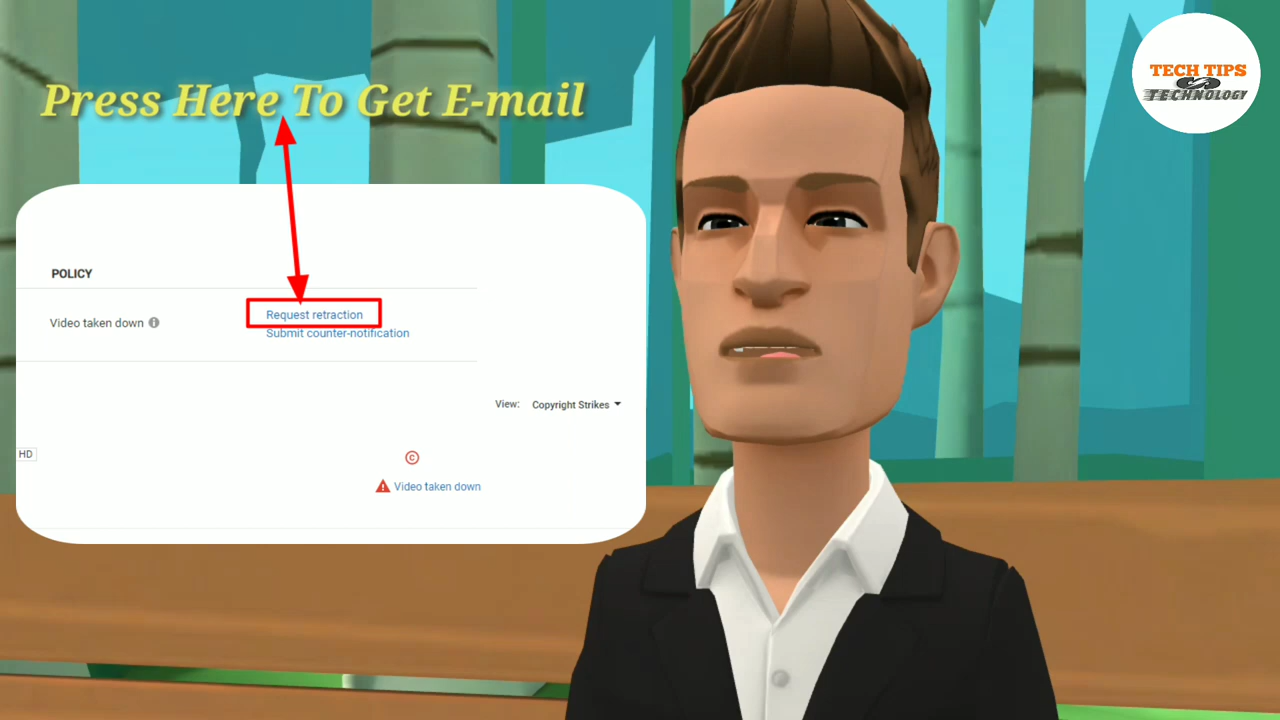 TECH TIPS
TECHNOLOGY
Press Here To Get E-mail
POLICY
Video taken down
Request retraction
Submit counter-notification
View: Copyright Strikes
HD
©
Video taken down